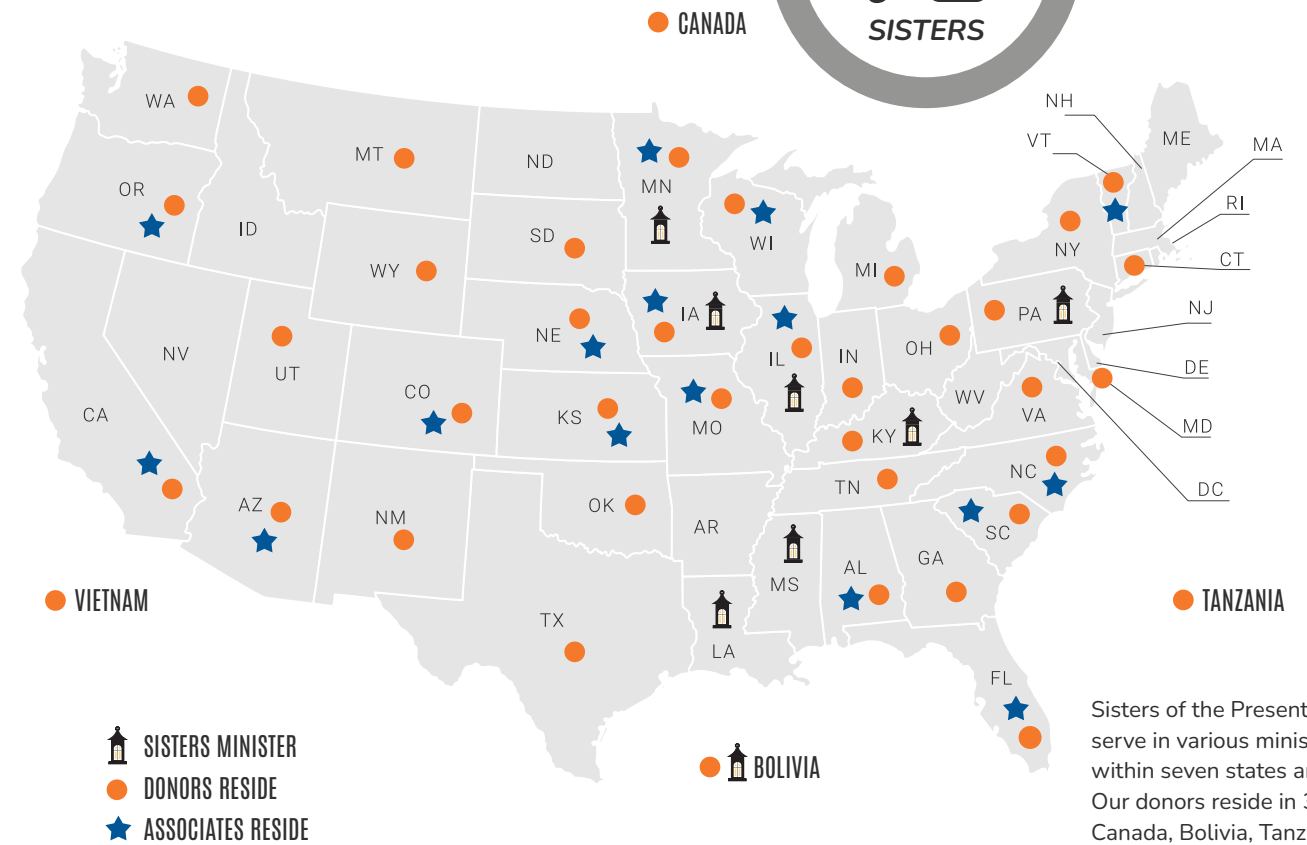 CANADA
SISTERS
NH
WA
VT
ME
MA
MT
ND
MN
OR
RI
ID
SD
WI
NY
CT
WY
MI
IA
PA
NJ
NE
NV
UT
IL
IN
OH
DE
CO
WV
CA
KS
MO
KY
VA
MD
NC
TN
DC
AZ
NM
OK
AR
SC
MS
AL
GA
VIETNAM
TANZANIA
TX
LA
FL
Sisters of the Present
serve in various minis
within seven states a
Our donors reside in 3
Canada, Bolivia, Tanz
SISTERS MINISTER
DONORS RESIDE
ASSOCIATES RESIDE
BOLIVIA